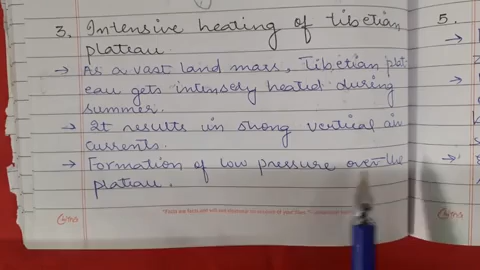 3. Intensive heating of Tibetian
plateau.
→ As a vast land mass, Tibetian plat-
eau gets intensely heated during
summer.
→ It results in strong vertical air
currents.
→ Formation of low pressure over the
plateau.
5.